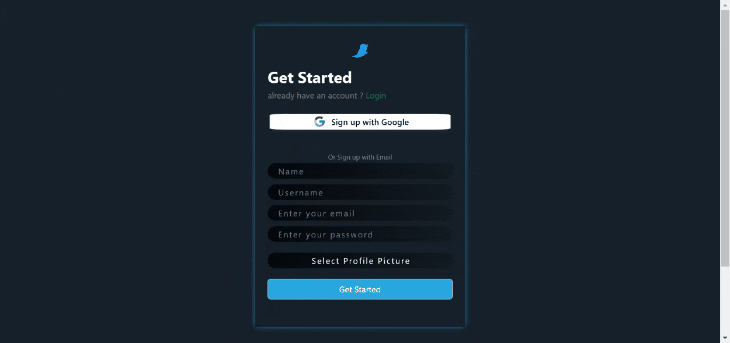 Get Started
already have an account ? Login
Sign up with Google
Or Sign up with Email
Name
Username
Enter your email
Enter your password
Select Profile Picture
Get Started